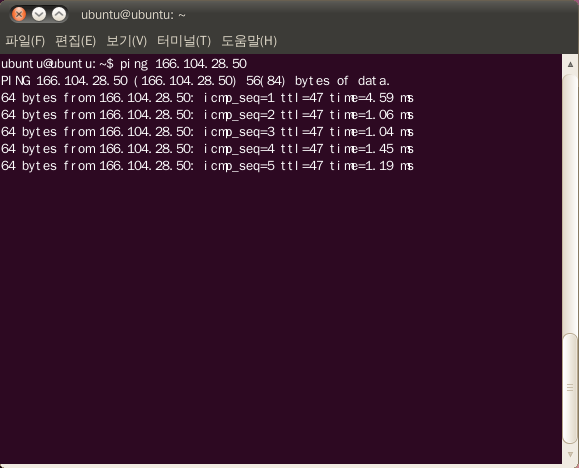 ubuntu@ubuntu: ~
파일(F) 편집(E) 보기(V) 터미널(T) 도움말(H)
ubuntu@ubuntu:~$ ping 166.104.28.50
PING 166.104.28.50 (166.104.28.50) 56(84) bytes of data.
64 bytes from 166.104.28.50: icmp_seq=1 ttl=47 time=4.59 ms
64 bytes from 166.104.28.50: icmp_seq=2 ttl=47 time=1.06 ms
64 bytes from 166.104.28.50: icmp_seq=3 ttl=47 time=1.04 ms
64 bytes from 166.104.28.50: icmp_seq=4 ttl=47 time=1.45 ms
64 bytes from 166.104.28.50: icmp_seq=5 ttl=47 time=1.19 ms